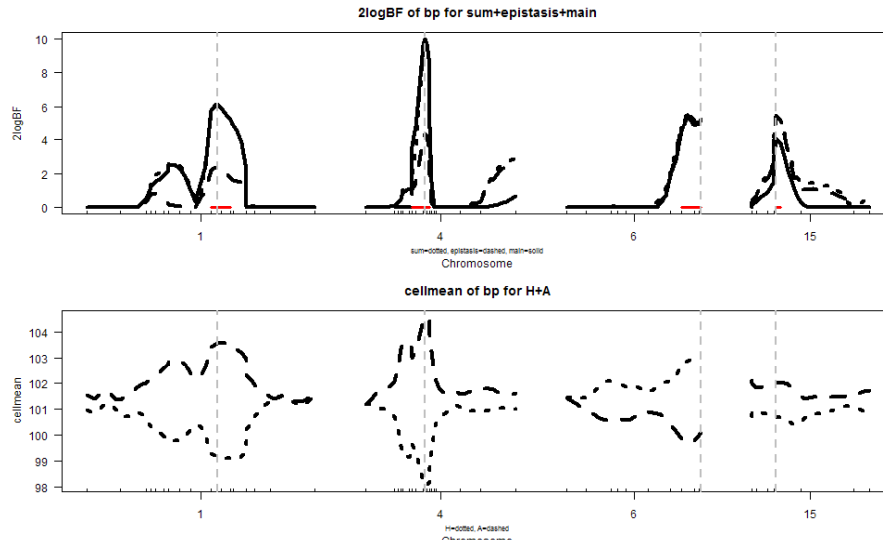 2logBF of bp for sum+epistasis+main
10
8
6
4
2
0
2logBF
1 4 6 15
sum=dotted, epistasis=dashed, main=solid
Chromosome
cellmean of bp for H+A
104
103
102
101
100
99
98
cellmean
1 4 6 15
H=dotted, A=dashed
Chromosome